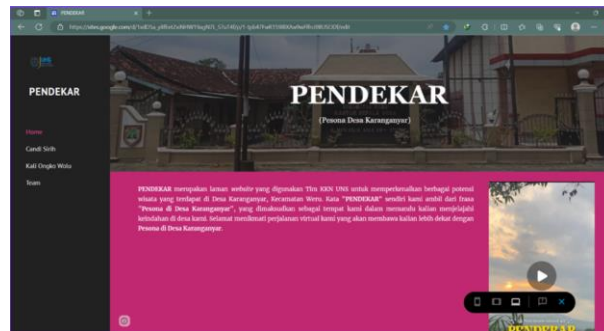 PENDEKAR
UNS
PENDEKAR
Home
Candi Sirih
Kali Ongko Wolu
Team
PENDEKAR
(Pesona Desa Karanganyar)
PENDEKAR merupakan laman website yang digunakan Tim KKN UNS untuk memperkenalkan berbagai potensi
wisata yang terdapat di Desa Karanganyar, Kecamatan Weru. Kata "PENDEKAR" sendiri kami ambil dari frasa
"Pesona di Desa Karanganyar", yang dimaksudkan sebagai tempat kami dalam memandu kalian menjelajahi
keindahan di desa kami. Selamat menikmati perjalanan virtual kami yang akan membawa kalian lebih dekat dengan
Pesona di Desa Karanganyar.
PENDEKAR